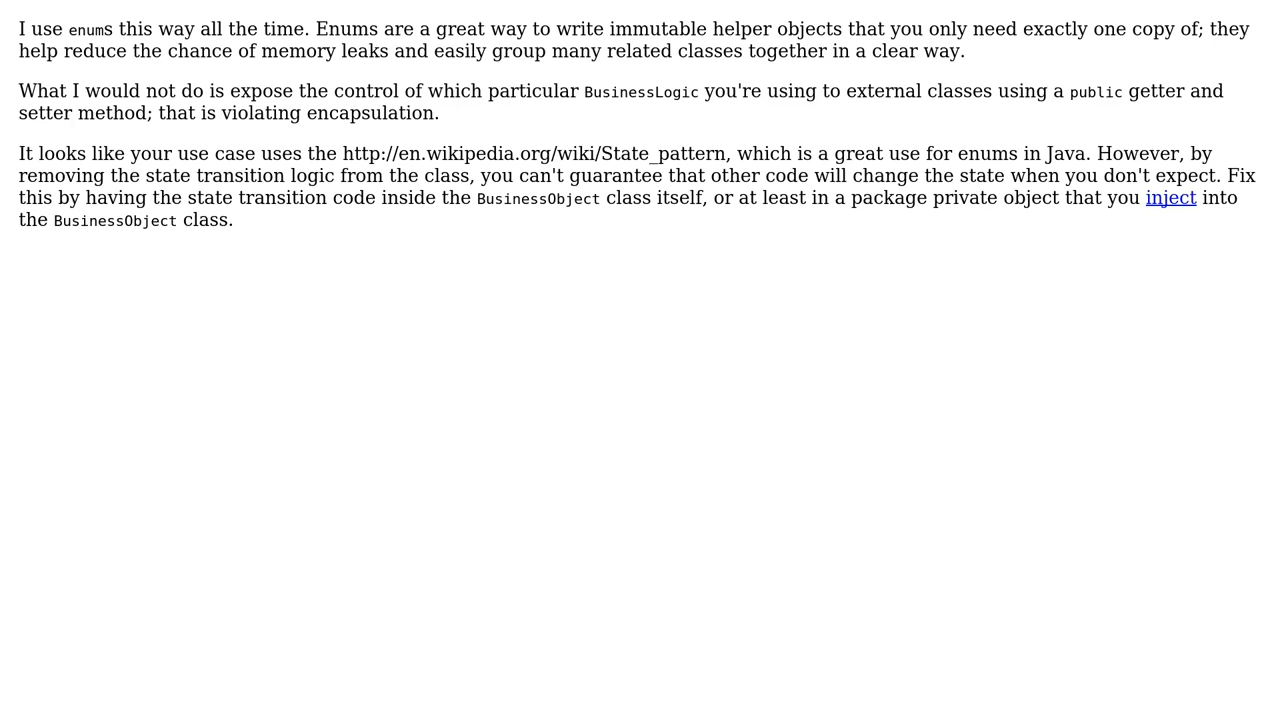 I use enums this way all the time. Enums are a great way to write immutable helper objects that you only need exactly one copy of; they
help reduce the chance of memory leaks and easily group many related classes together in a clear way.
What I would not do is expose the control of which particular BusinessLogic you're using to external classes using a public getter and
setter method; that is violating encapsulation.
It looks like your use case uses the http://en.wikipedia.org/wiki/State_pattern, which is a great use for enums in Java. However, by
removing the state transition logic from the class, you can't guarantee that other code will change the state when you don't expect. Fix
this by having the state transition code inside the BusinessObject class itself, or at least in a package private object that you inject into
the BusinessObject class.